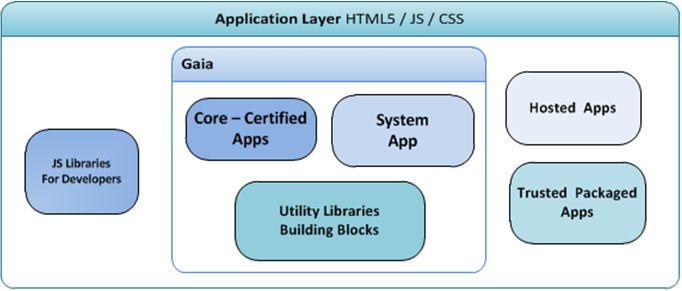 Application Layer HTML5 / JS / CSS
Gaia
JS Libraries
For Developers
Core – Certified
Apps
System
App
Utility Libraries
Building Blocks
Hosted Apps
Trusted Packaged
Apps